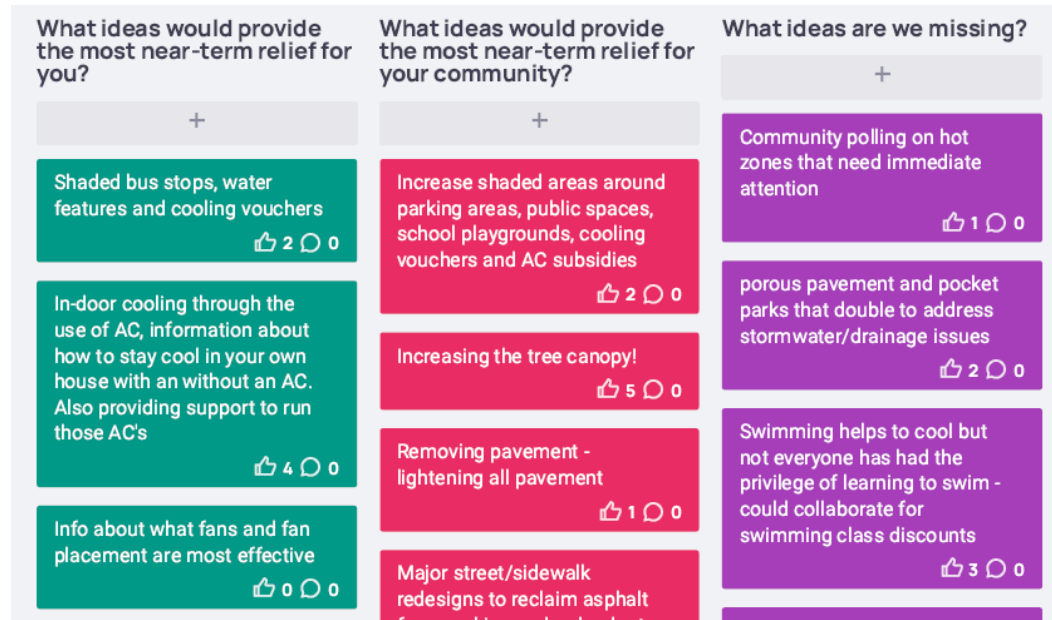 What ideas would provide
the most near-term relief for
you?
+
Shaded bus stops, water
features and cooling vouchers
2 0
In-door cooling through the
use of AC, information about
how to stay cool in your own
house with an without an AC.
Also providing support to run
those AC's
4 0
Info about what fans and fan
placement are most effective
0 0
What ideas would provide
the most near-term relief for
your community?
+
Increase shaded areas around
parking areas, public spaces,
school playgrounds, cooling
vouchers and AC subsidies
2 0
Increasing the tree canopy!
5 0
Removing pavement -
lightening all pavement
1 0
Major street/sidewalk
redesigns to reclaim asphalt
What ideas are we missing?
+
Community polling on hot
zones that need immediate
attention
1 0
porous pavement and pocket
parks that double to address
stormwater/drainage issues
2 0
Swimming helps to cool but
not everyone has had the
privilege of learning to swim -
could collaborate for
swimming class discounts
3 0